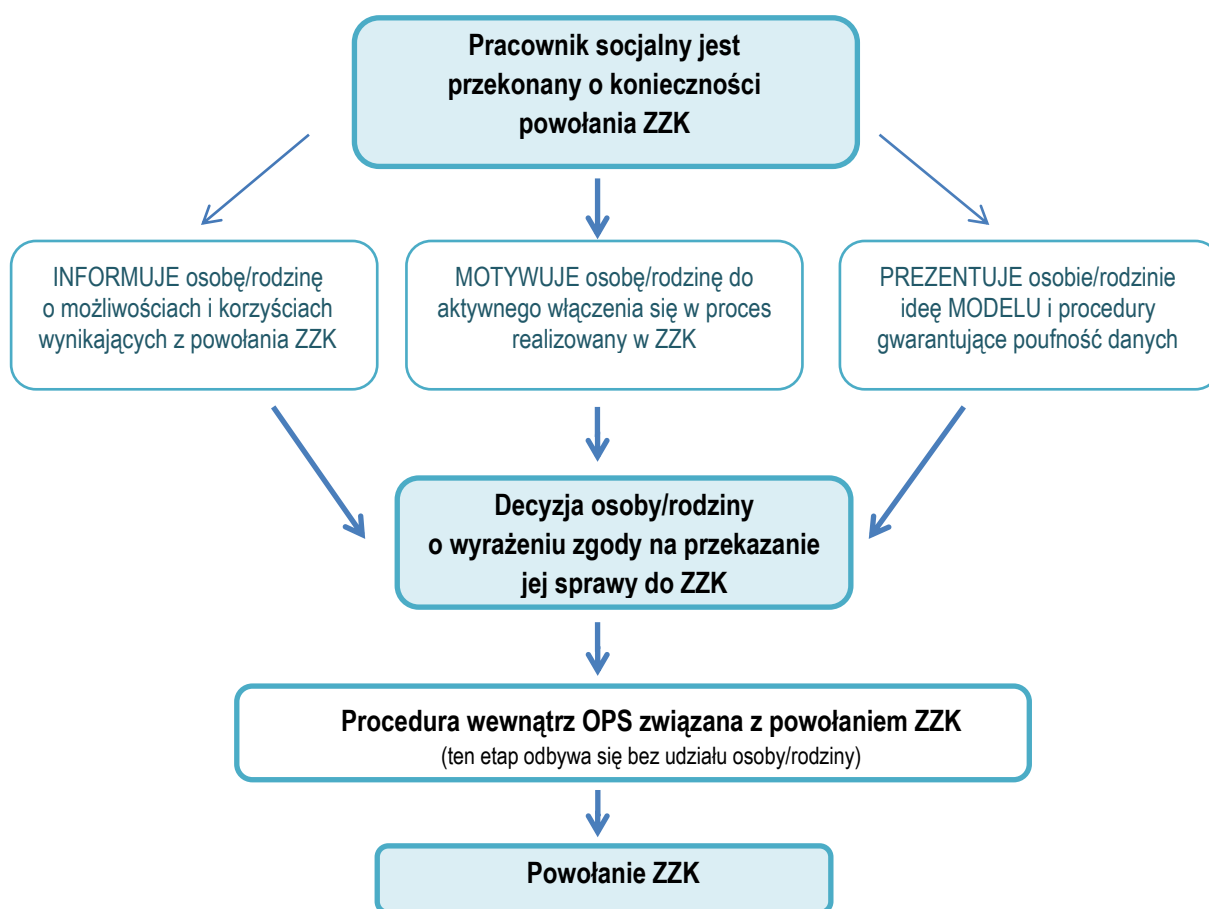 Pracownik socjalny jest
przekonany o konieczności
powołania ZZK
INFORMUJE osobę/rodzinę
o możliwościach i korzyściach
wynikających z powołania ZZK
MOTYWUJE osobę/rodzinę do
aktywnego włączenia się w proces
realizowany w ZZK
PREZENTUJE osobie/rodzinie
ideę MODELU i procedury
gwarantujące poufność danych
Decyzja osoby/rodziny
o wyrażeniu zgody na przekazanie
jej sprawy do ZZK
Procedura wewnątrz OPS związana z powołaniem ZZK
(ten etap odbywa się bez udziału osoby/rodziny)
Powołanie ZZK